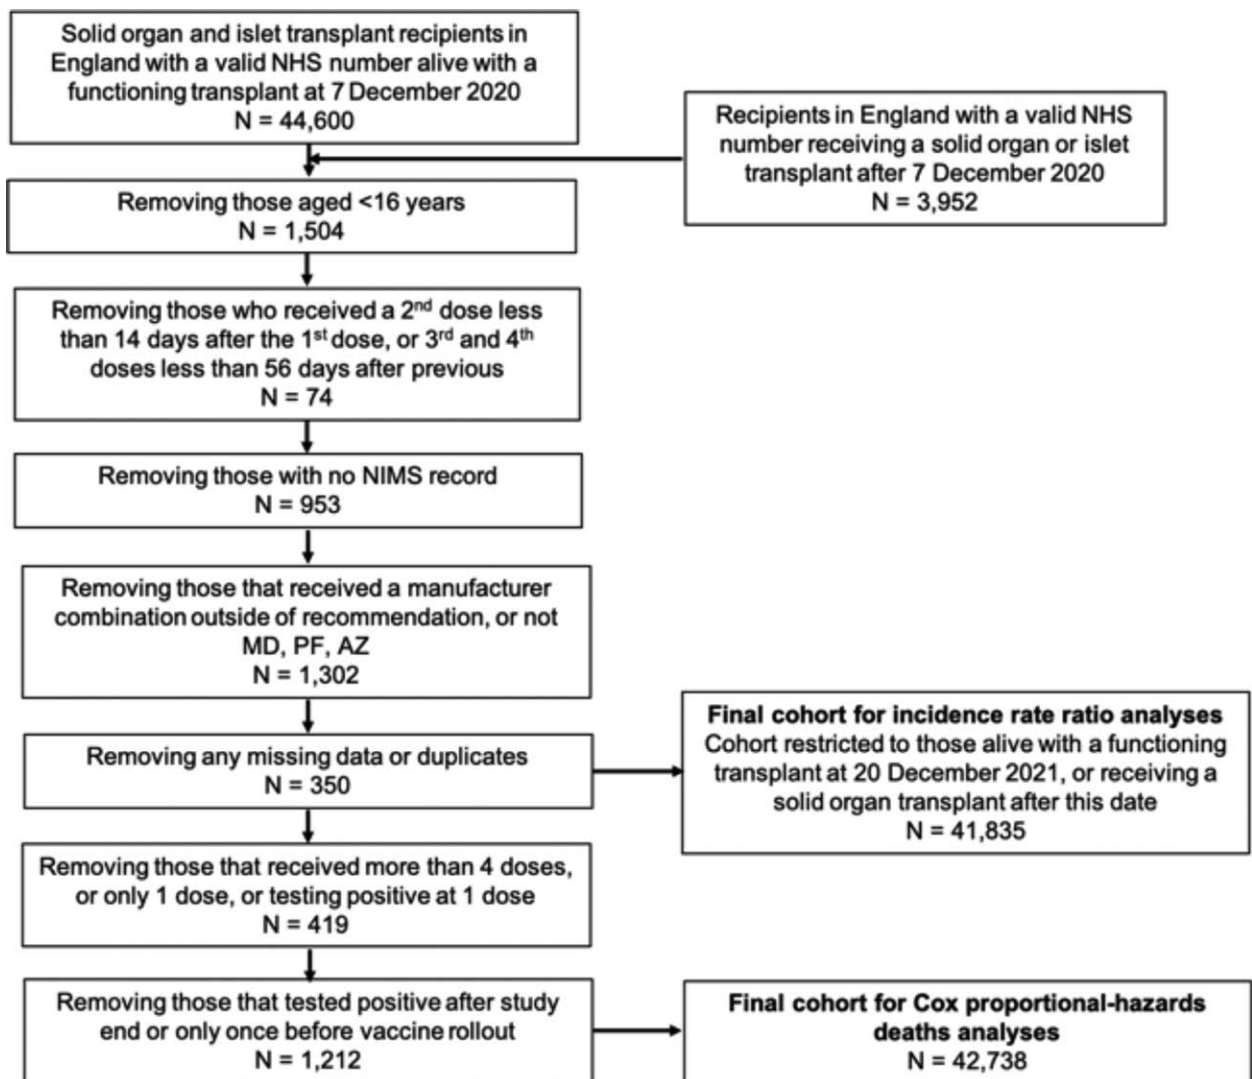 Solid organ and islet transplant recipients in
England with a valid NHS number alive with a
functioning transplant at 7 December 2020
N = 44,600
Recipients in England with a valid NHS
number receiving a solid organ or islet
transplant after 7 December 2020
N = 3,952
Removing those aged <16 years
N = 1,504
Removing those who received a 2nd dose less
than 14 days after the 1st dose, or 3rd and 4th
doses less than 56 days after previous
N = 74
Removing those with no NIMS record
N = 953
Removing those that received a manufacturer
combination outside of recommendation, or not
MD, PF, AZ
N = 1,302
Removing any missing data or duplicates
N = 350
Final cohort for incidence rate ratio analyses
Cohort restricted to those alive with a functioning
transplant at 20 December 2021, or receiving a
solid organ transplant after this date
N = 41,835
Removing those that received more than 4 doses,
or only 1 dose, or testing positive at 1 dose
N = 419
Removing those that tested positive after study
end or only once before vaccine rollout
N = 1,212
Final cohort for Cox proportional-hazards
deaths analyses
N = 42,738